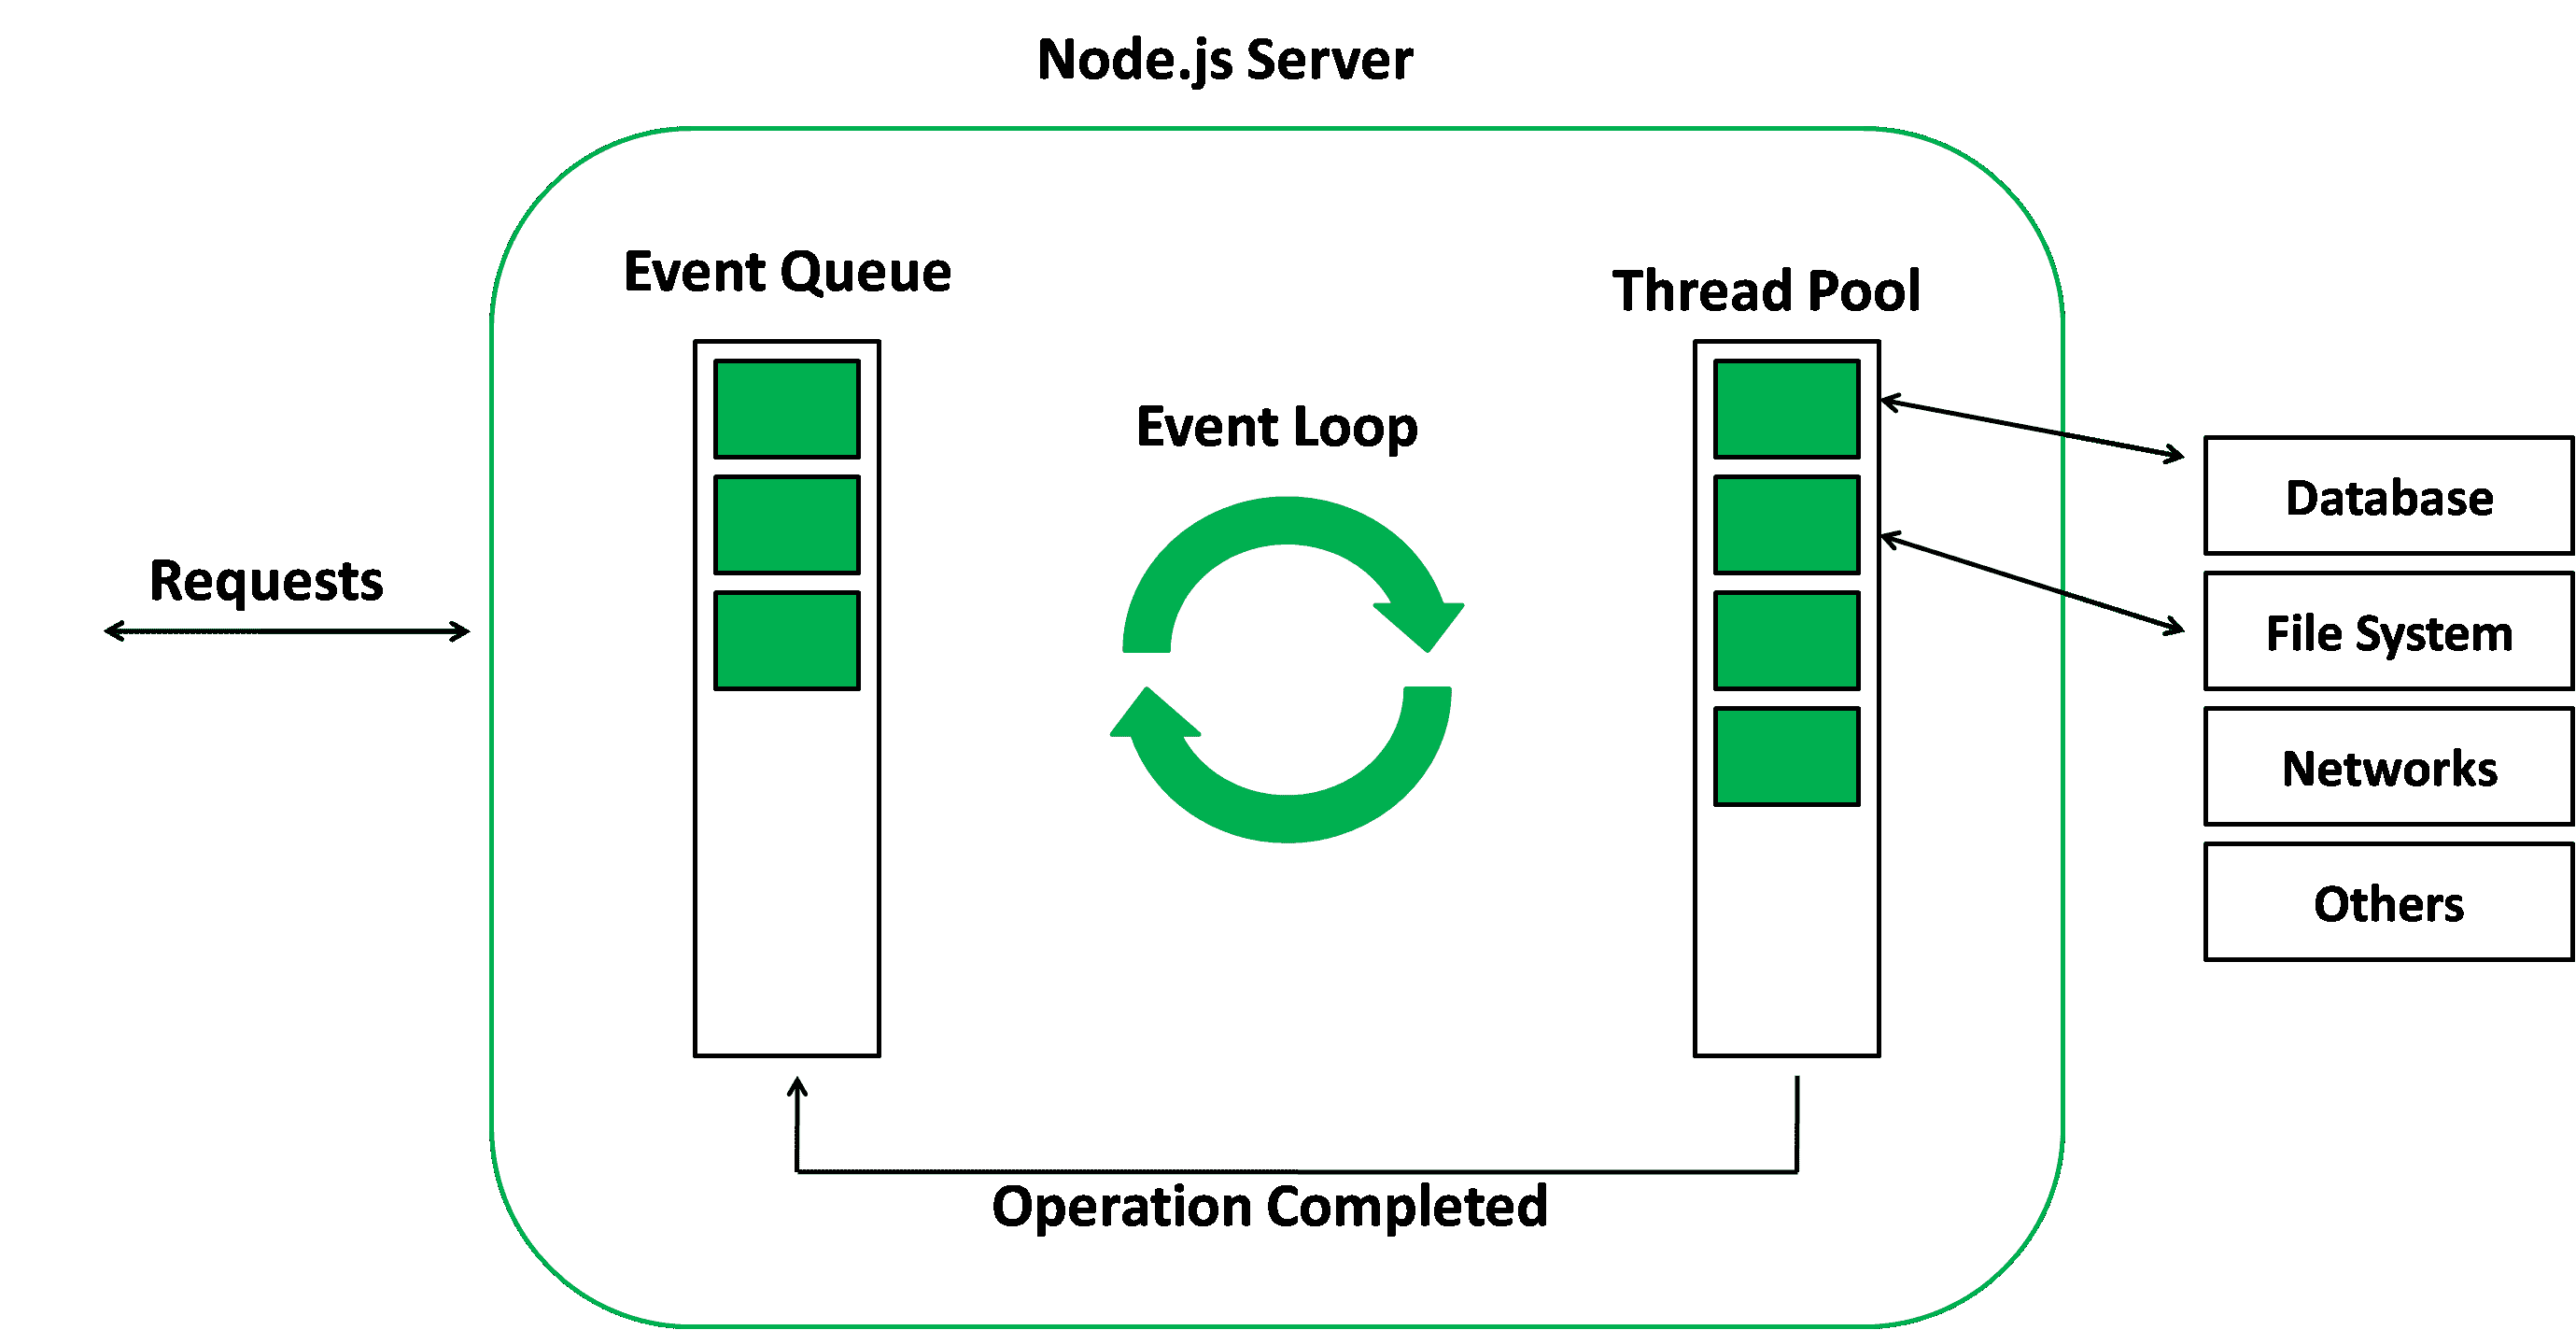 Node.js Server
Event Queue
Thread Pool
Event Loop
Requests
Database
File System
Networks
Others
Operation Completed